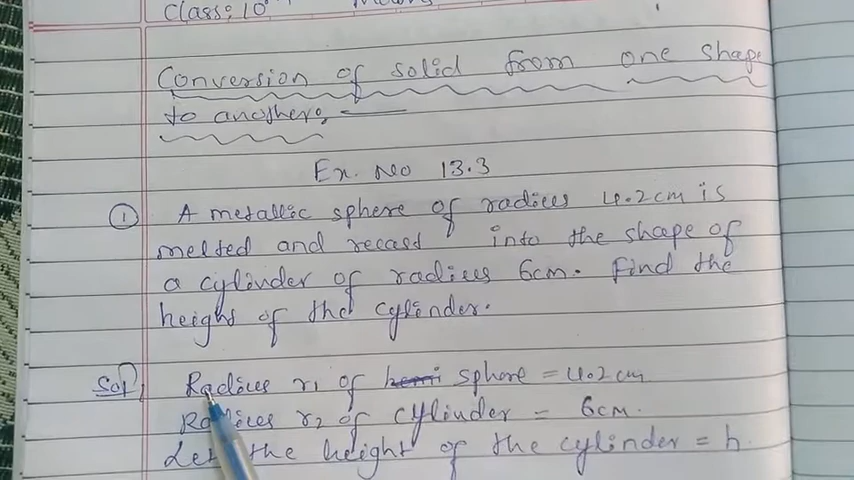 Class: 10
Conversion of solid from one shape
to another.
Ex. No 13.3
① A metallic sphere of radius 4.2cm is
melted and recast into the shape of
a cylinder of radius 6cm. Find the
height of the cylinder.
Sol, Radius r1 of hemi sphere = 4.2 cm
Radius r2 of cylinder = 6cm.
Let the height of the cylinder = h